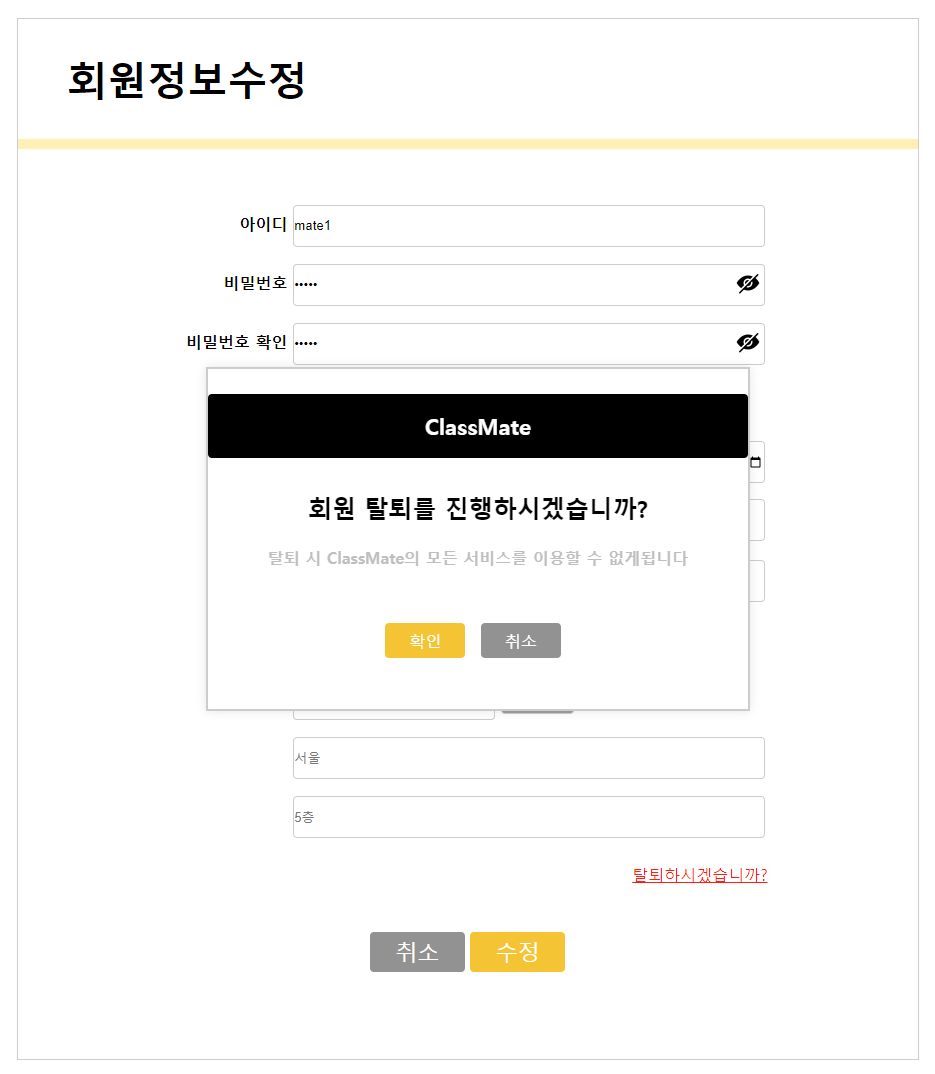 회원정보수정
아이디 mate1
비밀번호 •••••
비밀번호 확인 •••••
ClassMate
회원 탈퇴를 진행하시겠습니까?
탈퇴 시 ClassMate의 모든 서비스를 이용할 수 없게됩니다
확인 취소
서울
5층
탈퇴하시겠습니까?
취소 수정